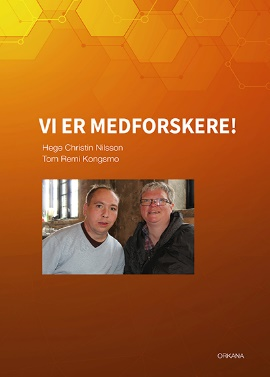 VI ER MEDFORSKERE!
Hege Christin Nilsson
Tom Remi Kongsmo
ORKANA